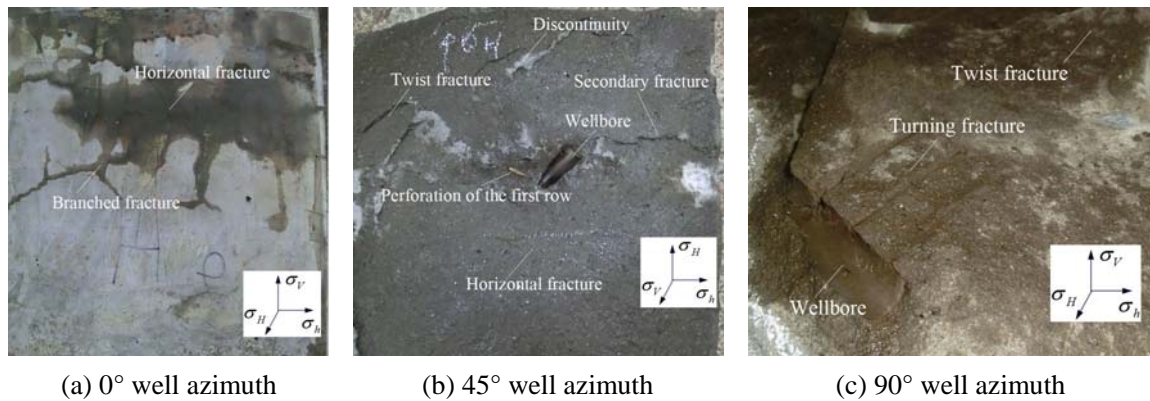 Horizontal fracture
Branched fracture
H 0
σV
σH
σh
(a) 0° well azimuth
Discontinuity
Twist fracture
Secondary fracture
Wellbore
Perforation of the first row
Horizontal fracture
σH
σV
σh
(b) 45° well azimuth
Twist fracture
Turning fracture
Wellbore
σV
σH
σh
(c) 90° well azimuth